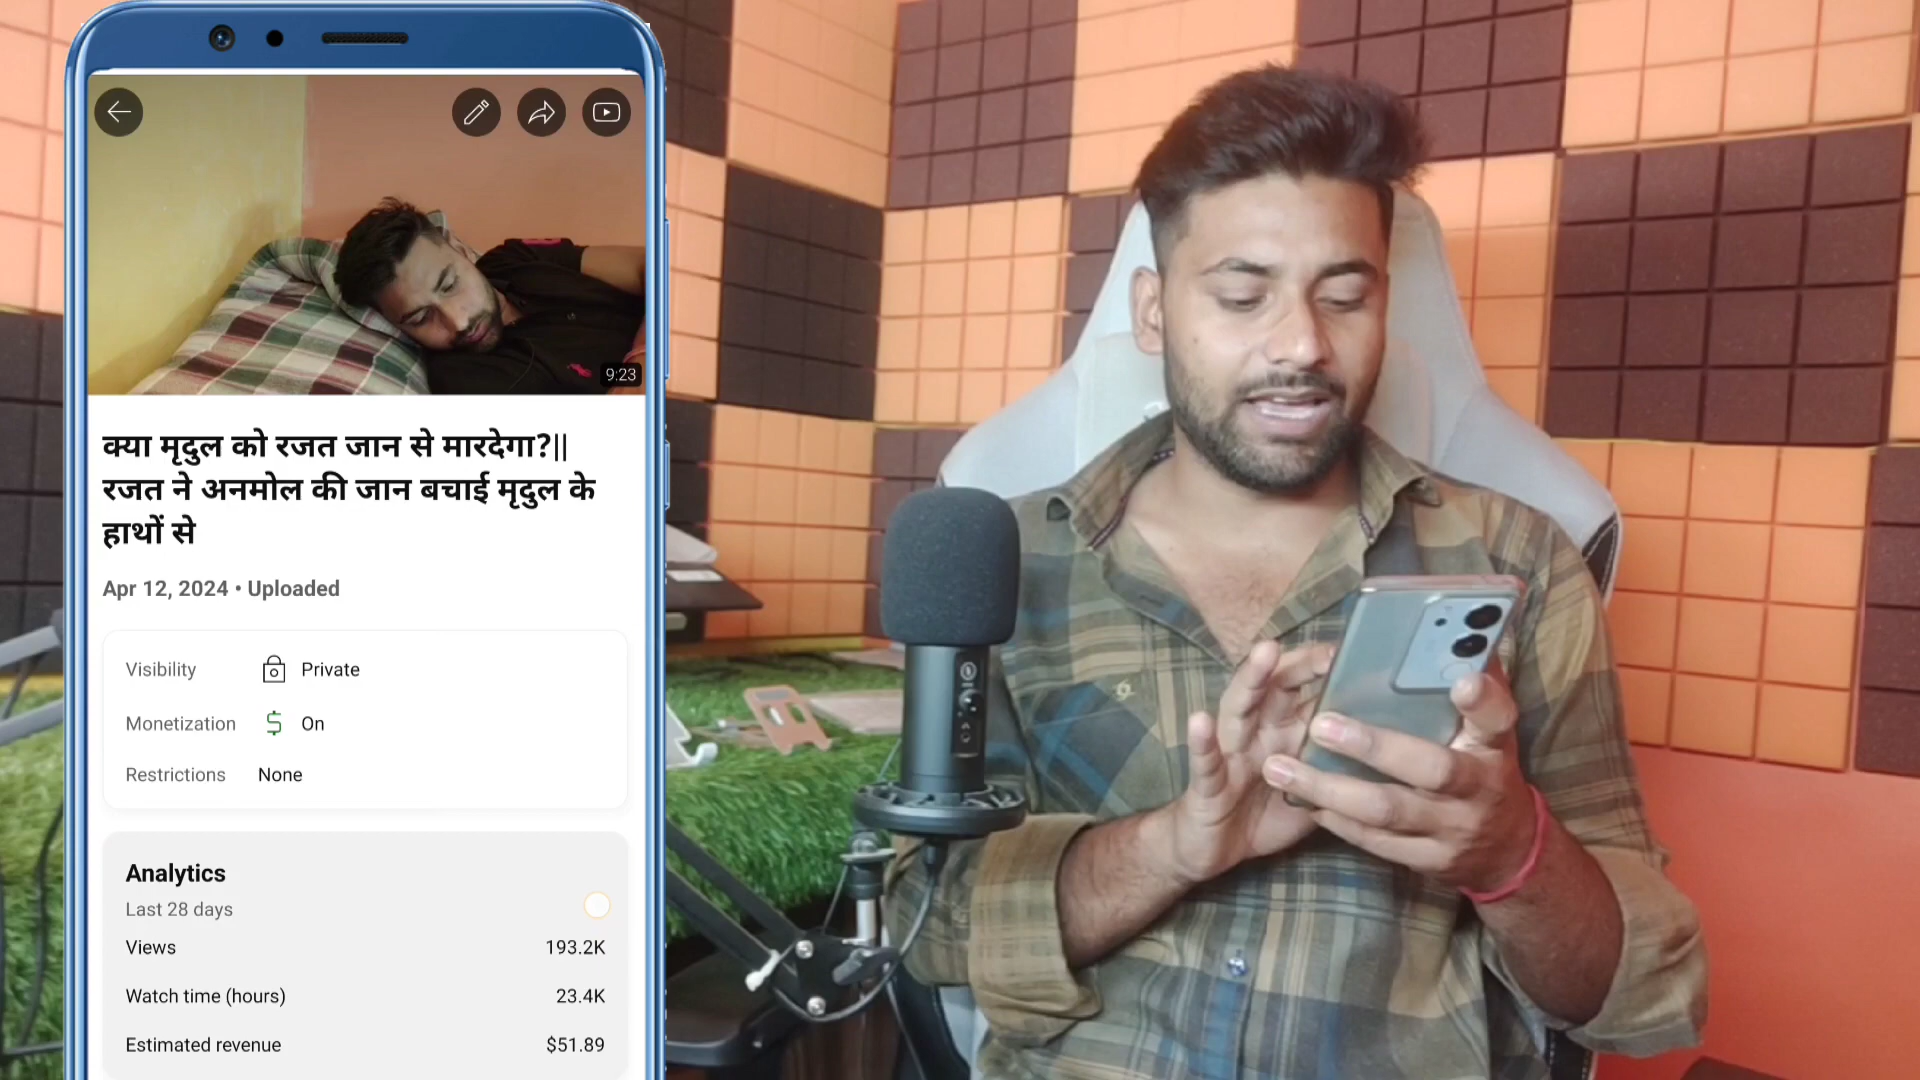 9:23
क्या मृदुल को रजत जान से मारदेगा?||
रजत ने अनमोल की जान बचाई मृदुल के
हाथों से
Apr 12, 2024 • Uploaded
Visibility Private
Monetization On
Restrictions None
Analytics
Last 28 days
Views 193.2K
Watch time (hours) 23.4K
Estimated revenue $51.89